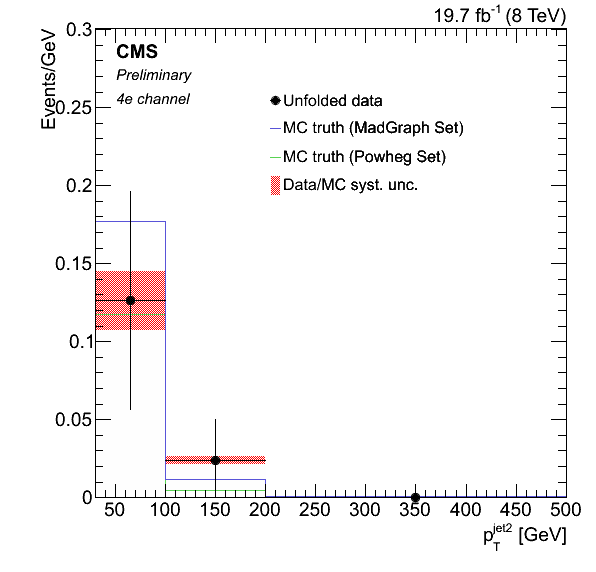 19.7 fb⁻¹ (8 TeV)
Events/GeV
CMS
Preliminary
4e channel
Unfolded data
MC truth (MadGraph Set)
MC truth (Powheg Set)
Data/MC syst. unc.
0.3
0.25
0.2
0.15
0.1
0.05
0
50 100 150 200 250 300 350 400 450 500
p_T^jet2 [GeV]